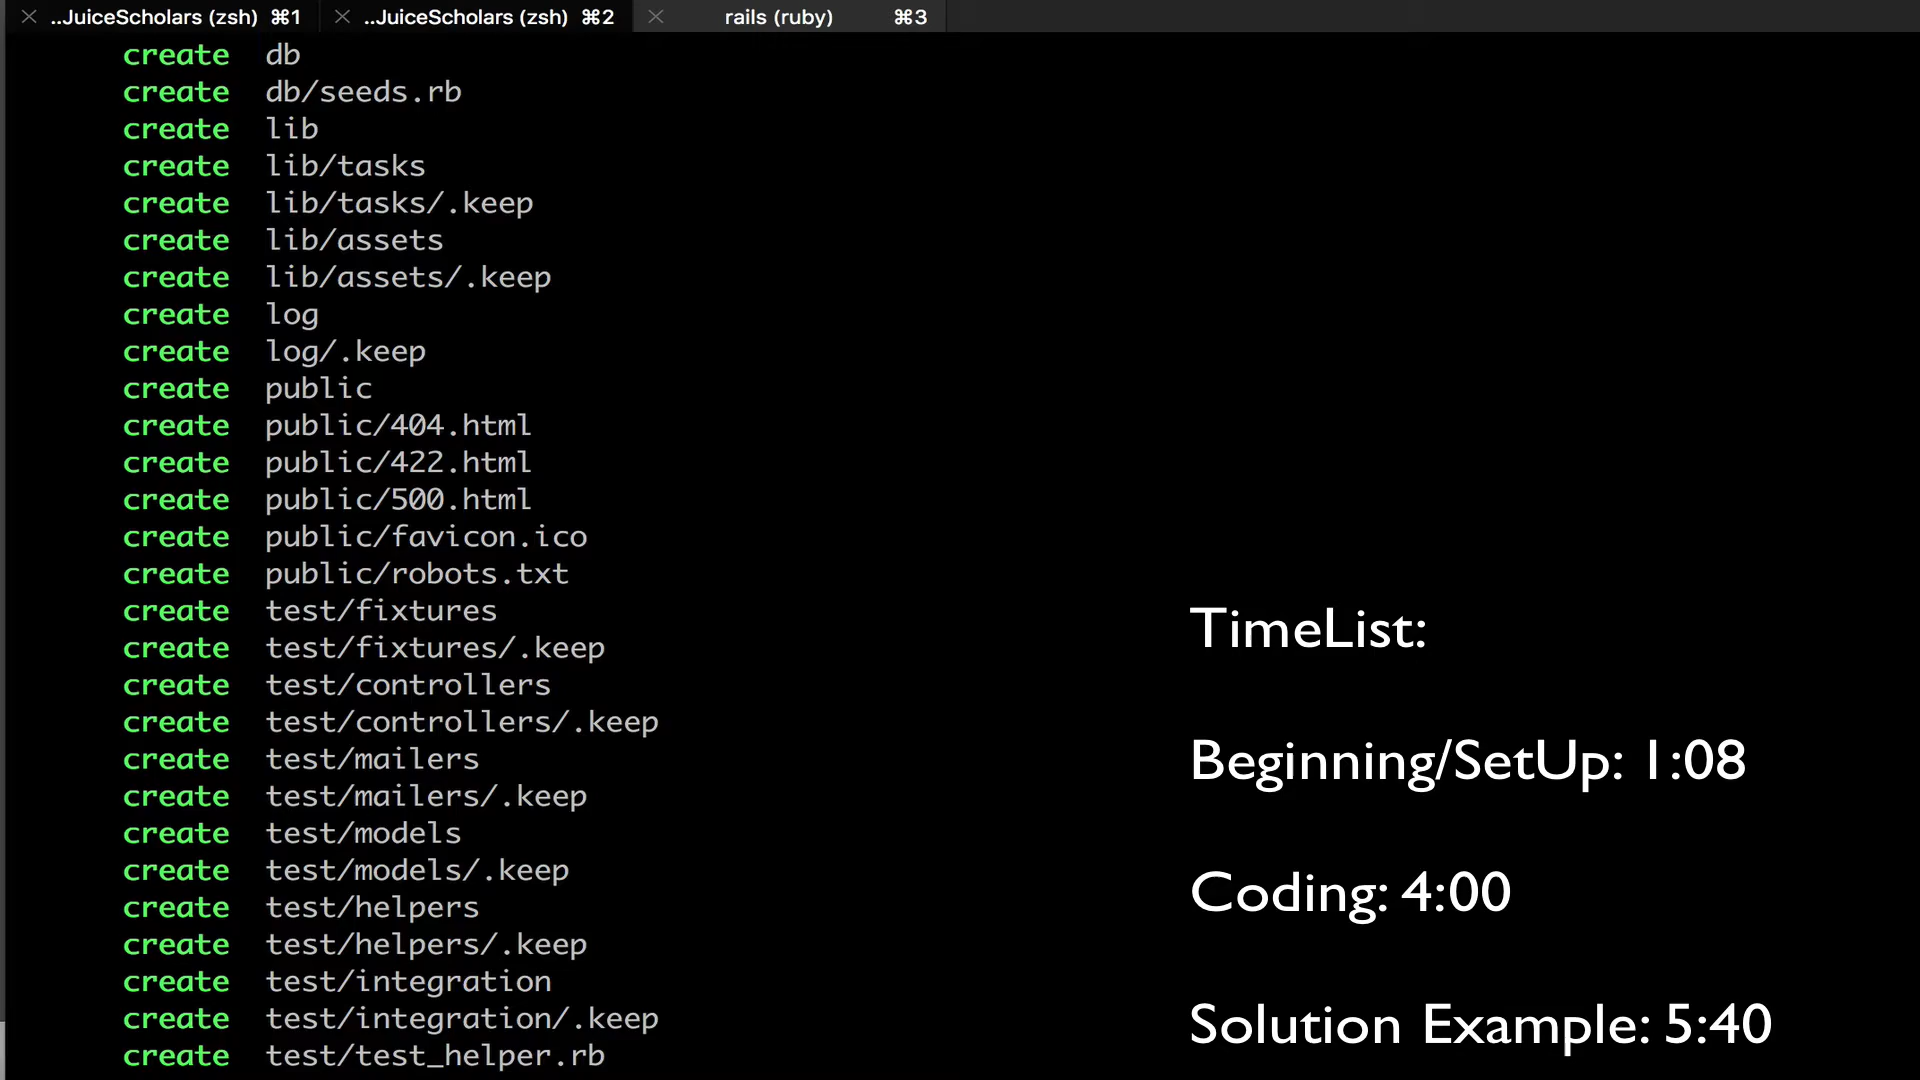 ..JuiceScholars (zsh) ⌘1 ..JuiceScholars (zsh) ⌘2 rails (ruby) ⌘3
create db
create db/seeds.rb
create lib
create lib/tasks
create lib/tasks/.keep
create lib/assets
create lib/assets/.keep
create log
create log/.keep
create public
create public/404.html
create public/422.html
create public/500.html
create public/favicon.ico
create public/robots.txt
create test/fixtures
create test/fixtures/.keep
create test/controllers
create test/controllers/.keep
create test/mailers
create test/mailers/.keep
create test/models
create test/models/.keep
create test/helpers
create test/helpers/.keep
create test/integration
create test/integration/.keep
create test/test_helper.rb
TimeList:
Beginning/SetUp: 1:08
Coding: 4:00
Solution Example: 5:40